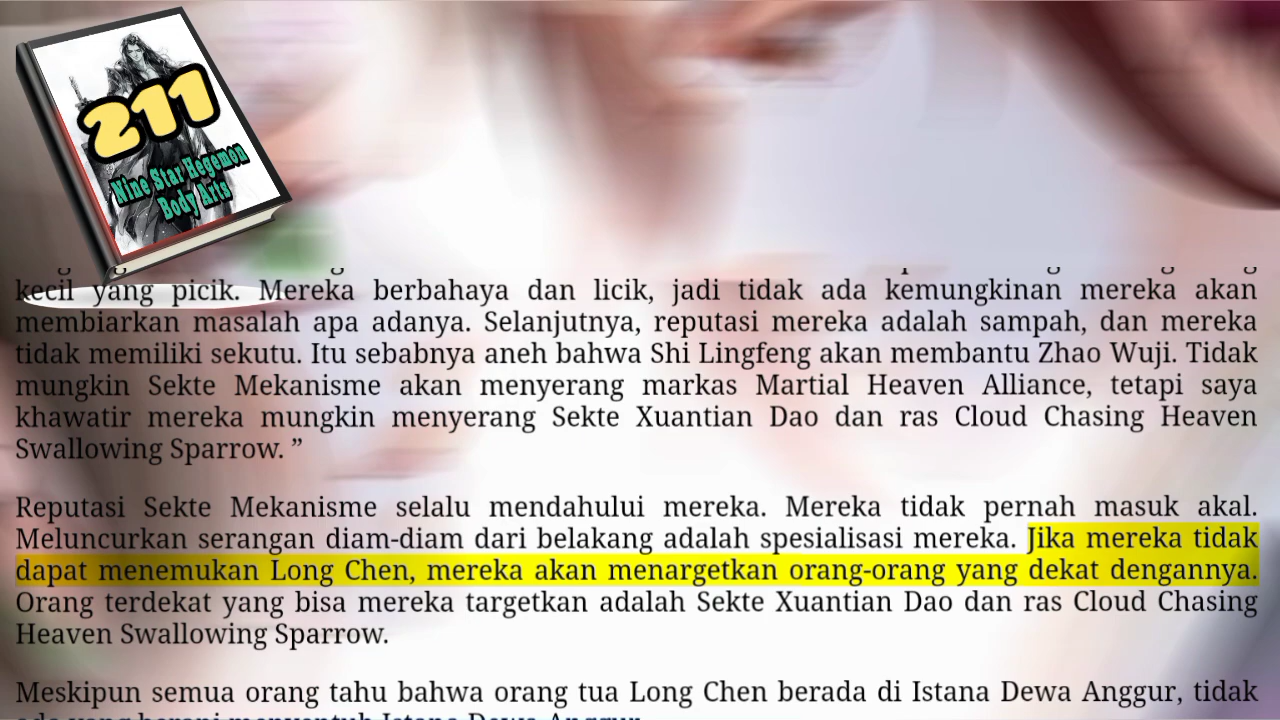 211
Nine Star Hegemon
Body Arts
kecil yang picik. Mereka berbahaya dan licik, jadi tidak ada kemungkinan mereka akan
membiarkan masalah apa adanya. Selanjutnya, reputasi mereka adalah sampah, dan mereka
tidak memiliki sekutu. Itu sebabnya aneh bahwa Shi Lingfeng akan membantu Zhao Wuji. Tidak
mungkin Sekte Mekanisme akan menyerang markas Martial Heaven Alliance, tetapi saya
khawatir mereka mungkin menyerang Sekte Xuantian Dao dan ras Cloud Chasing Heaven
Swallowing Sparrow. ”
Reputasi Sekte Mekanisme selalu mendahului mereka. Mereka tidak pernah masuk akal.
Meluncurkan serangan diam-diam dari belakang adalah spesialisasi mereka. Jika mereka tidak
dapat menemukan Long Chen, mereka akan menargetkan orang-orang yang dekat dengannya.
Orang terdekat yang bisa mereka targetkan adalah Sekte Xuantian Dao dan ras Cloud Chasing
Heaven Swallowing Sparrow.
Meskipun semua orang tahu bahwa orang tua Long Chen berada di Istana Dewa Anggur, tidak
ada yang berani menyentuh Istana Dewa Anggur.